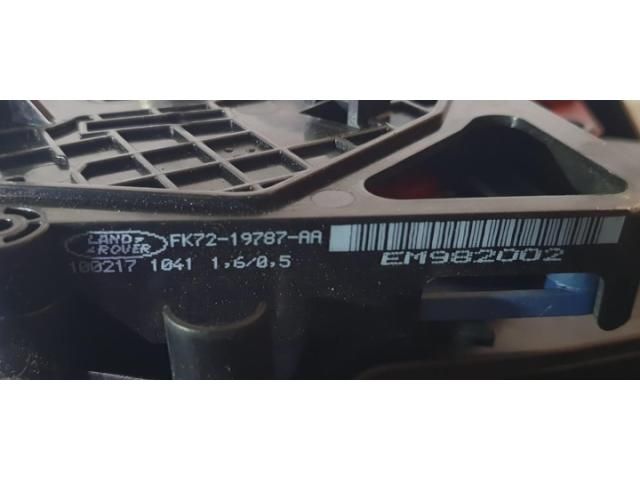 LAND ROVER FK72-19787-AA
100217 1041 1,6/0,5
EM982002